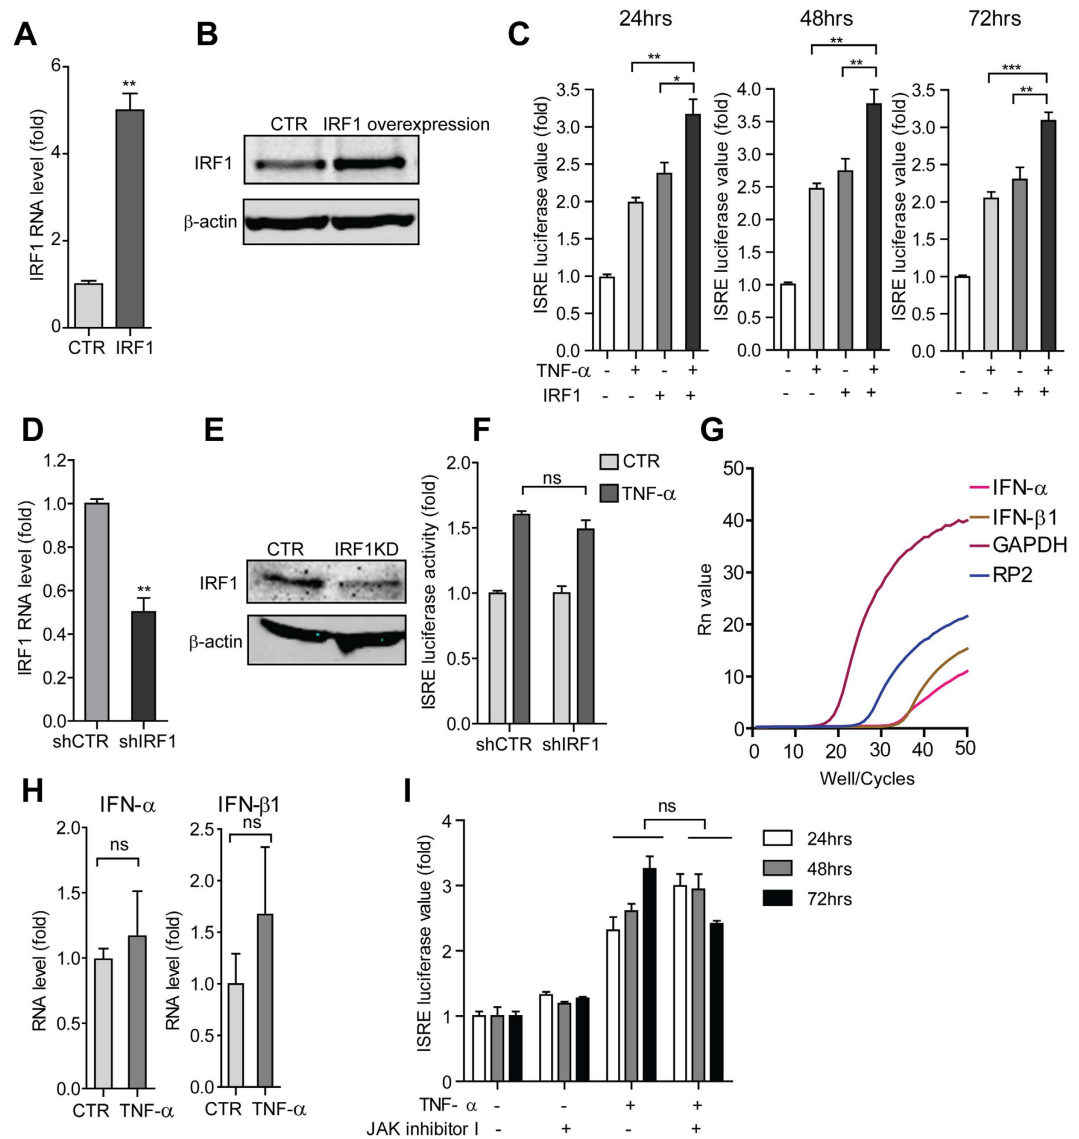 24hrs 48hrs 72hrs
A B C
IRF1 RNA level (fold)
6
4
2
0
**
CTR IRF1
CTR IRF1 overexpression
IRF1
β-actin
ISRE luciferase value (fold)
3.5
3.0
2.5
2.0
1.5
1.0
0.5
0.0
**
*
ISRE luciferase value (fold)
4.0
3.5
3.0
2.5
2.0
1.5
1.0
0.5
0.0
**
**
ISRE luciferase value (fold)
3.5
3.0
2.5
2.0
1.5
1.0
0.5
0.0
***
**
TNF-α - + - + - + - + - + - +
IRF1 - - + + - - + + - - + +
D E F G
IRF1 RNA level (fold)
1.2
1.0
0.8
0.6
0.4
0.2
0.0
**
shCTR shIRF1
CTR IRF1KD
IRF1
β-actin
ISRE luciferase activity (fold)
2.0
1.5
1.0
0.5
0.0
ns
CTR
TNF-α
shCTR shIRF1
Rn value
50
40
30
20
10
0
0 10 20 30 40 50
Well/Cycles
IFN-α
IFN-β1
GAPDH
RP2
H I
IFN-α
RNA level (fold)
2.0
1.5
1.0
0.5
0.0
ns
CTR TNF-α
IFN-β1
RNA level (fold)
2.5
2.0
1.5
1.0
0.5
0.0
ns
CTR TNF-α
ISRE luciferase value (fold)
4
3
2
1
0
ns
24hrs
48hrs
72hrs
TNF- α - - + +
JAK inhibitor I - + - +